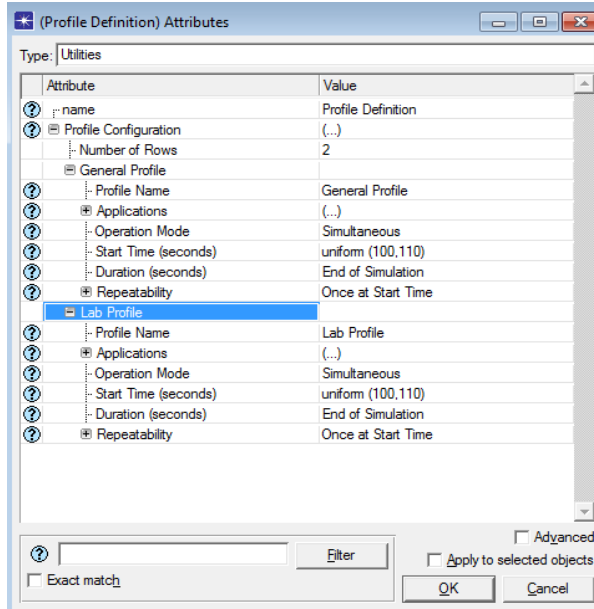 (Profile Definition) Attributes
Type: Utilities
Attribute Value
name Profile Definition
Profile Configuration (...)
Number of Rows 2
General Profile
Profile Name General Profile
Applications (...)
Operation Mode Simultaneous
Start Time (seconds) uniform (100,110)
Duration (seconds) End of Simulation
Repeatability Once at Start Time
Lab Profile
Profile Name Lab Profile
Applications (...)
Operation Mode Simultaneous
Start Time (seconds) uniform (100,110)
Duration (seconds) End of Simulation
Repeatability Once at Start Time
Advanced
Filter
Apply to selected objects
Exact match
OK Cancel